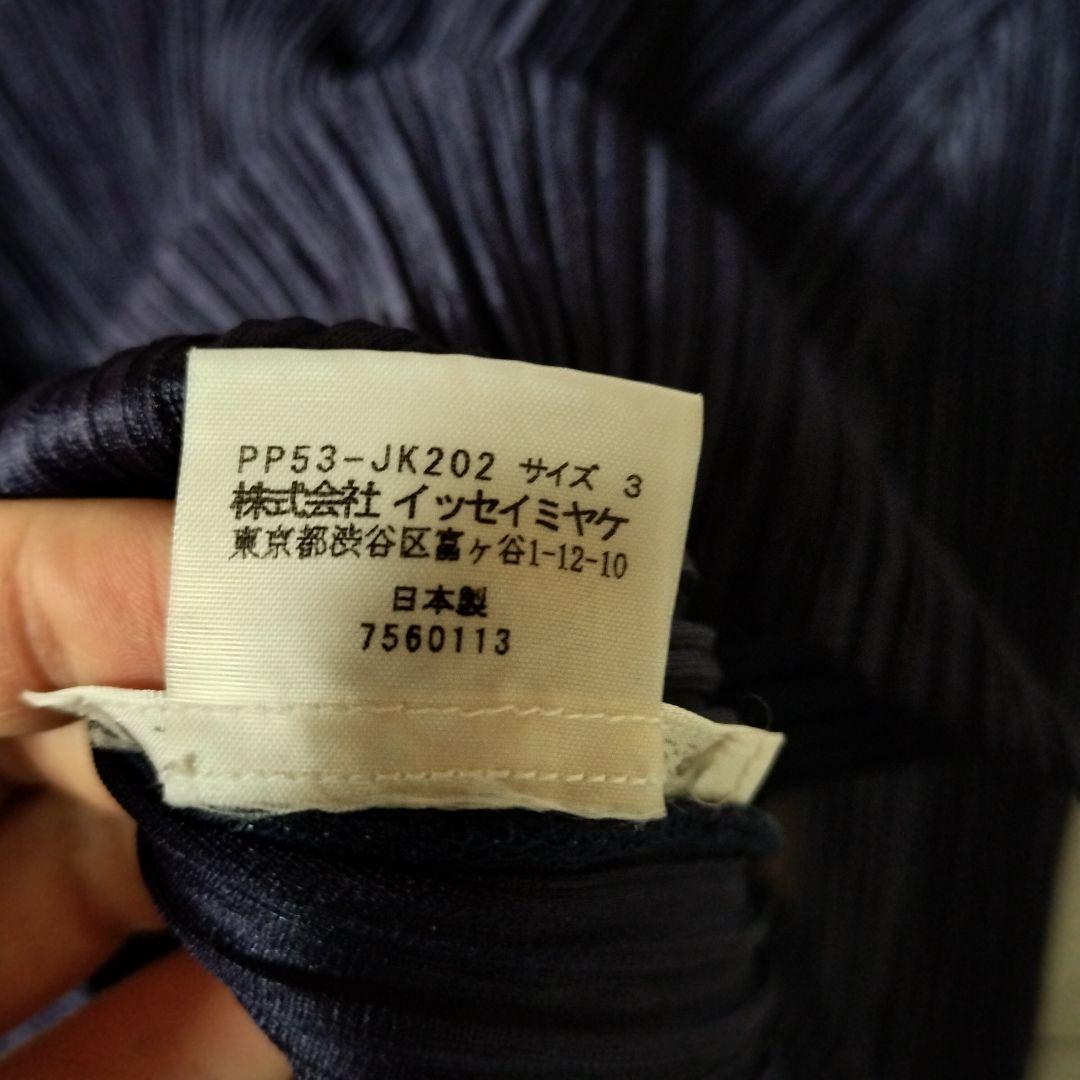 PP53-JK202 サイズ 3
株式会社 イッセイミヤケ
東京都渋谷区富ヶ谷1-12-10
日本製
7560113